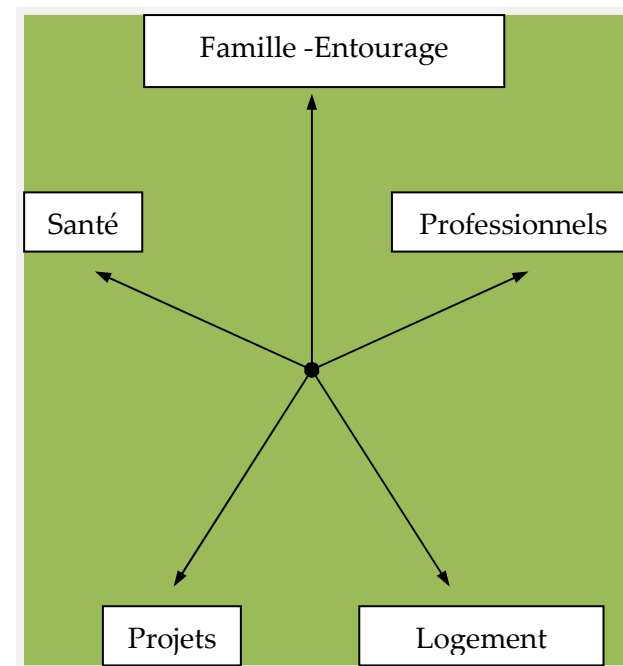 Famille -Entourage
Santé
Professionnels
Projets
Logement